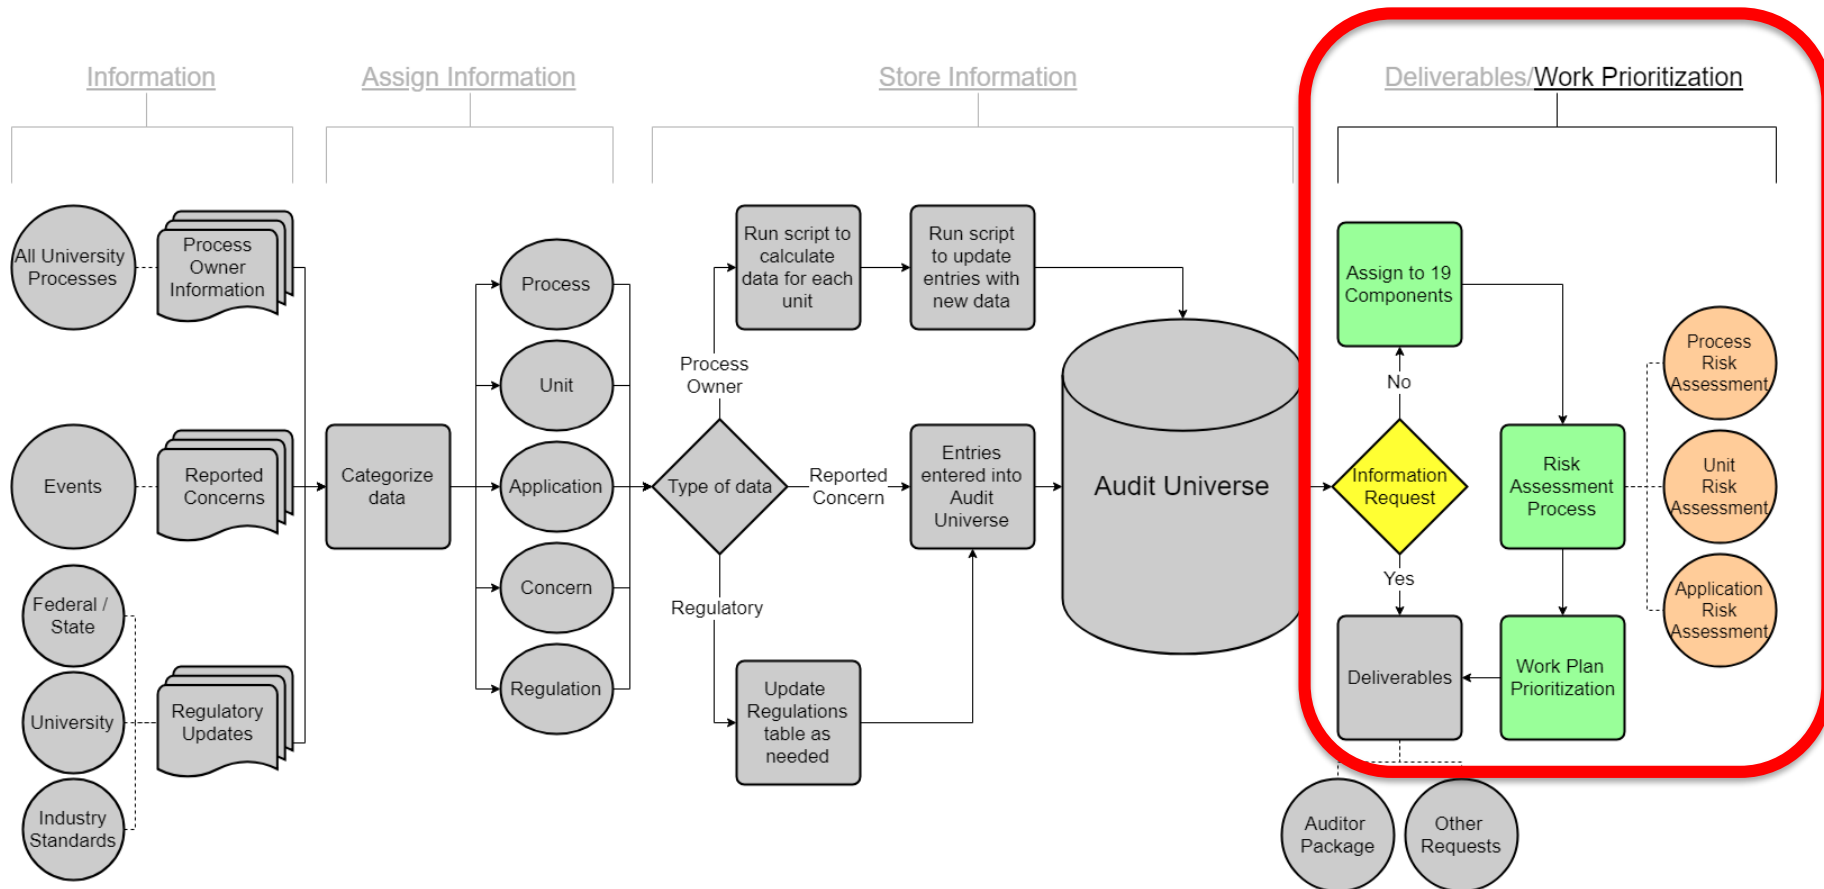 Information
Assign Information
Store Information
Deliverables/Work Prioritization
All University
Processes
Process
Owner
Information
Events
Reported
Concerns
Federal /
State
University
Industry
Standards
Regulatory
Updates
Categorize
data
Process
Unit
Application
Concern
Regulation
Type of data
Process
Owner
Reported
Concern
Regulatory
Run script to
calculate
data for each
unit
Run script
to update
entries with
new data
Entries
entered into
Audit
Universe
Update
Regulations
table as
needed
Audit Universe
Information
Request
No
Yes
Assign to 19
Components
Risk
Assessment
Process
Work Plan
Prioritization
Deliverables
Process
Risk
Assessment
Unit
Risk
Assessment
Application
Risk
Assessment
Auditor
Package
Other
Requests